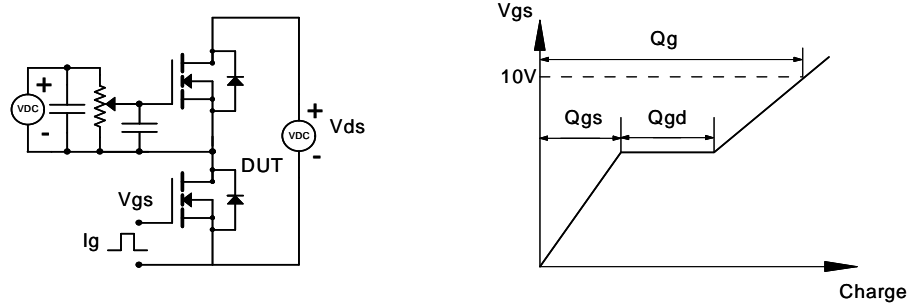 +
VDC
-
Vgs
Ig
DUT
+
VDC
-
Vds
Vgs
Qg
10V
Qgs
Qgd
Charge